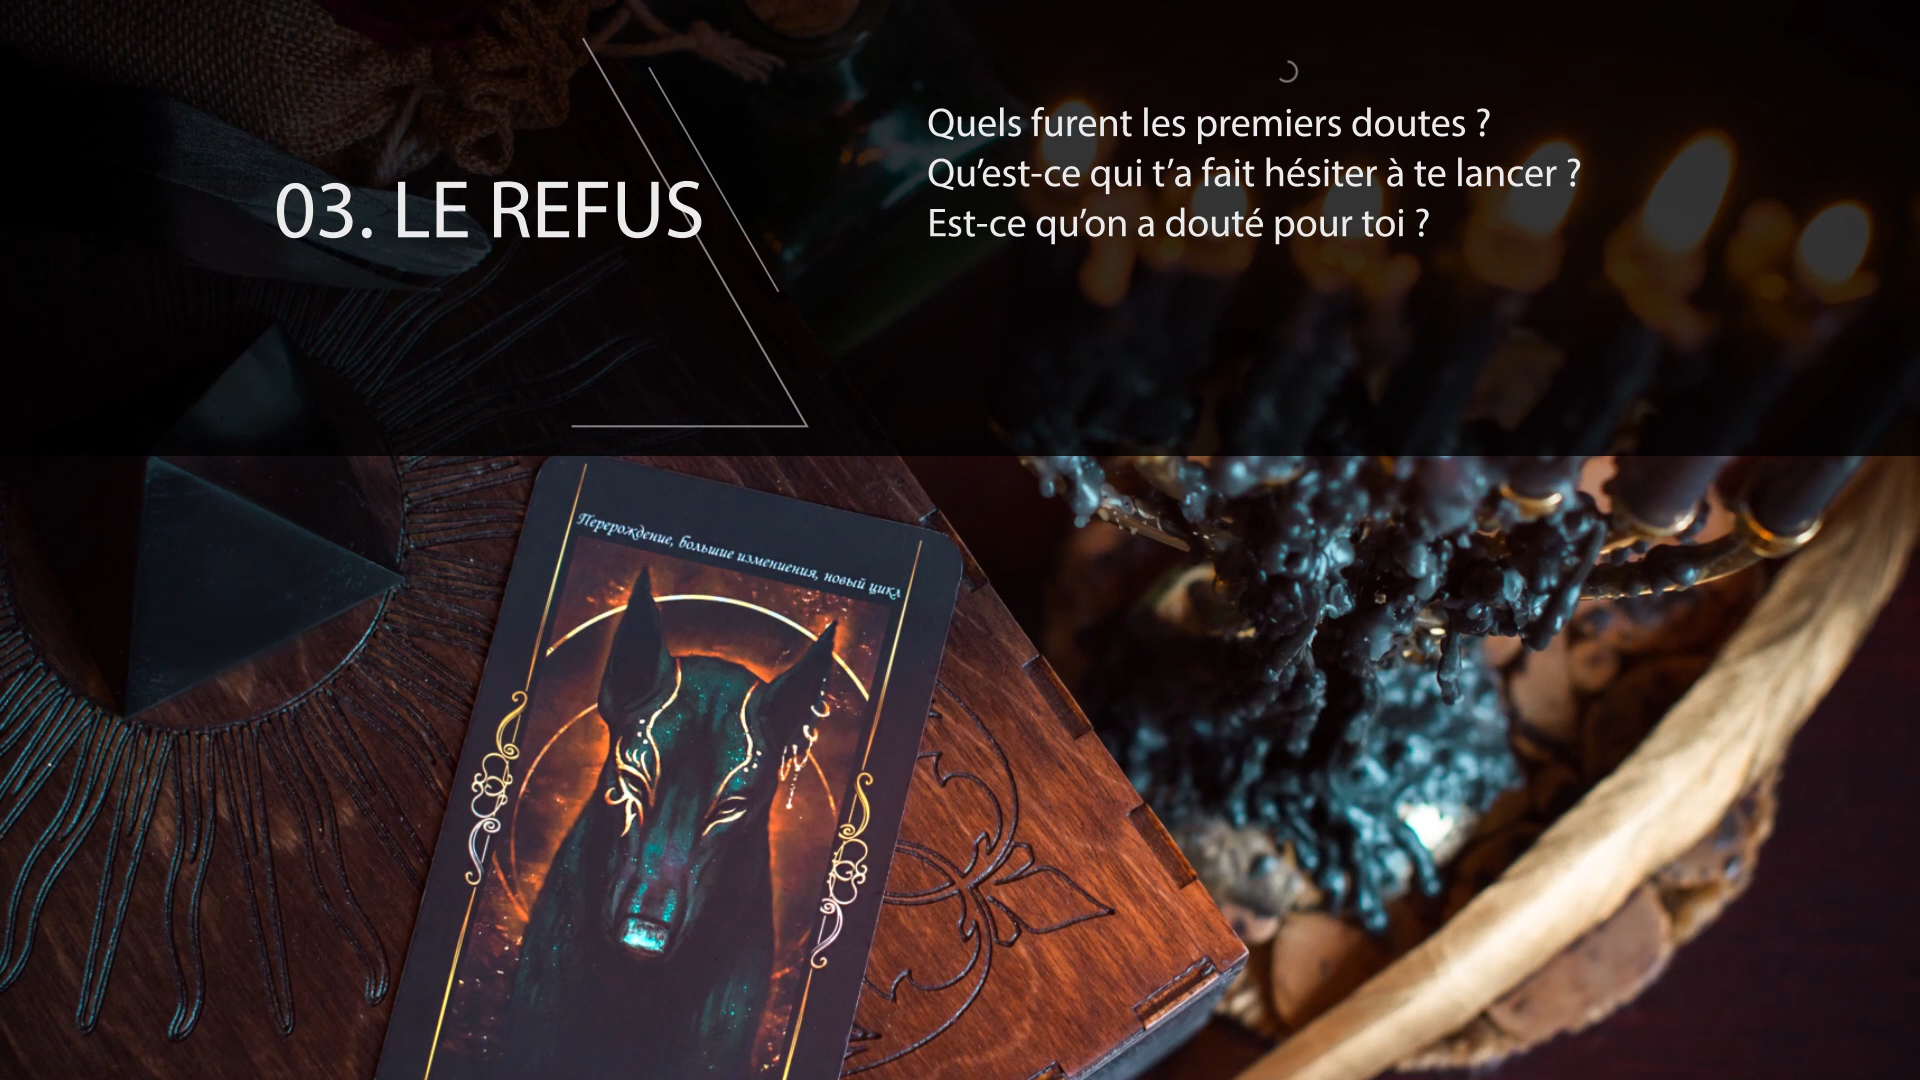 03. LE REFUS
Quels furent les premiers doutes ?
Qu’est-ce qui t’a fait hésiter à te lancer ?
Est-ce qu’on a douté pour toi ?
Перерождение, большие изменениения, новый цикл